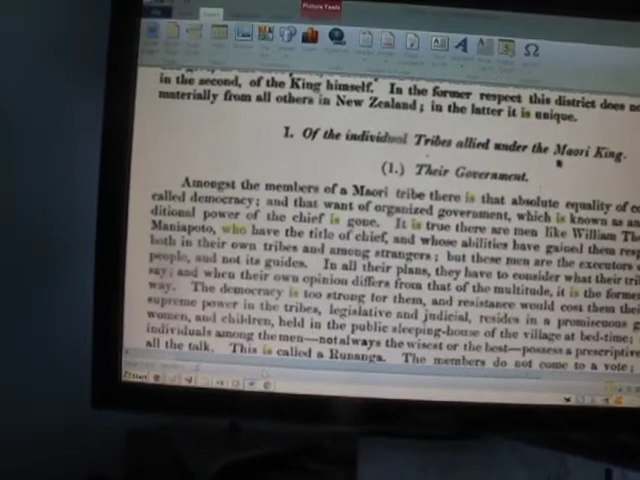 Picture Tools
in the second, of the King himself. In the former respect this district does
materially from all others in New Zealand; in the latter it is unique.
1. Of the individual Tribes allied under the Maori King.
(1.) Their Government.
Amongst the members of a Maori tribe there is that absolute equality of
called democracy; and that want of organized government, which is known as
ditional power of the chief is gone. It is true there are men like William
Maniapoto, who have the title of chief, and whose abilities have gained them
both in their own tribes and among strangers; but these men are the executors
people, and not its guides. In all their plans, they have to consider what their
say; and when their own opinion differs from that of the multitude, it is the
way. The democracy is too strong for them, and resistance would cost them
supreme power in the tribes, legislative and judicial, resides in a promiscuous
women, and children, held in the public sleeping-house of the village at bed-time;
individuals among the men—not always the wisest or the best—possess a prescriptive
all the talk. This is called a Runanga. The members do not come to a vote;
Start